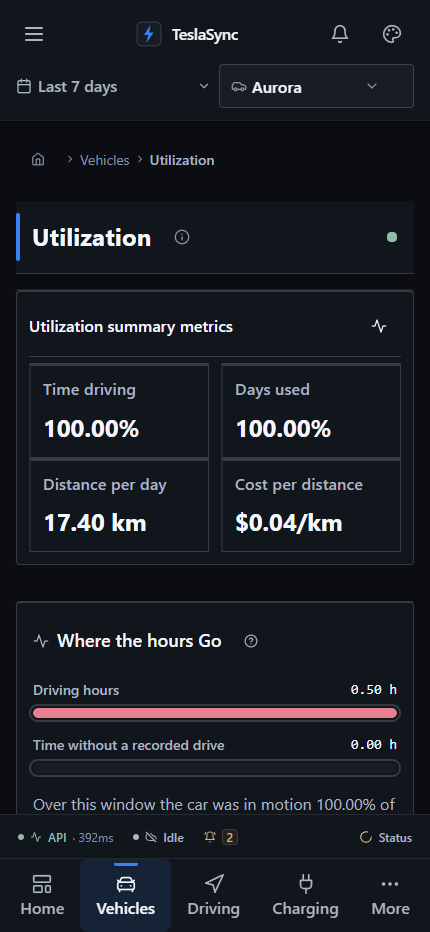 TeslaSync
Last 7 days
Aurora
Vehicles
Utilization
Utilization
Utilization summary metrics
Time driving
100.00%
Days used
100.00%
Distance per day
17.40 km
Cost per distance
$0.04/km
Where the hours Go
Driving hours
0.50 h
Time without a recorded drive
0.00 h
Over this window the car was in motion 100.00% of
API · 392ms
Idle
2
Status
Home
Vehicles
Driving
Charging
More